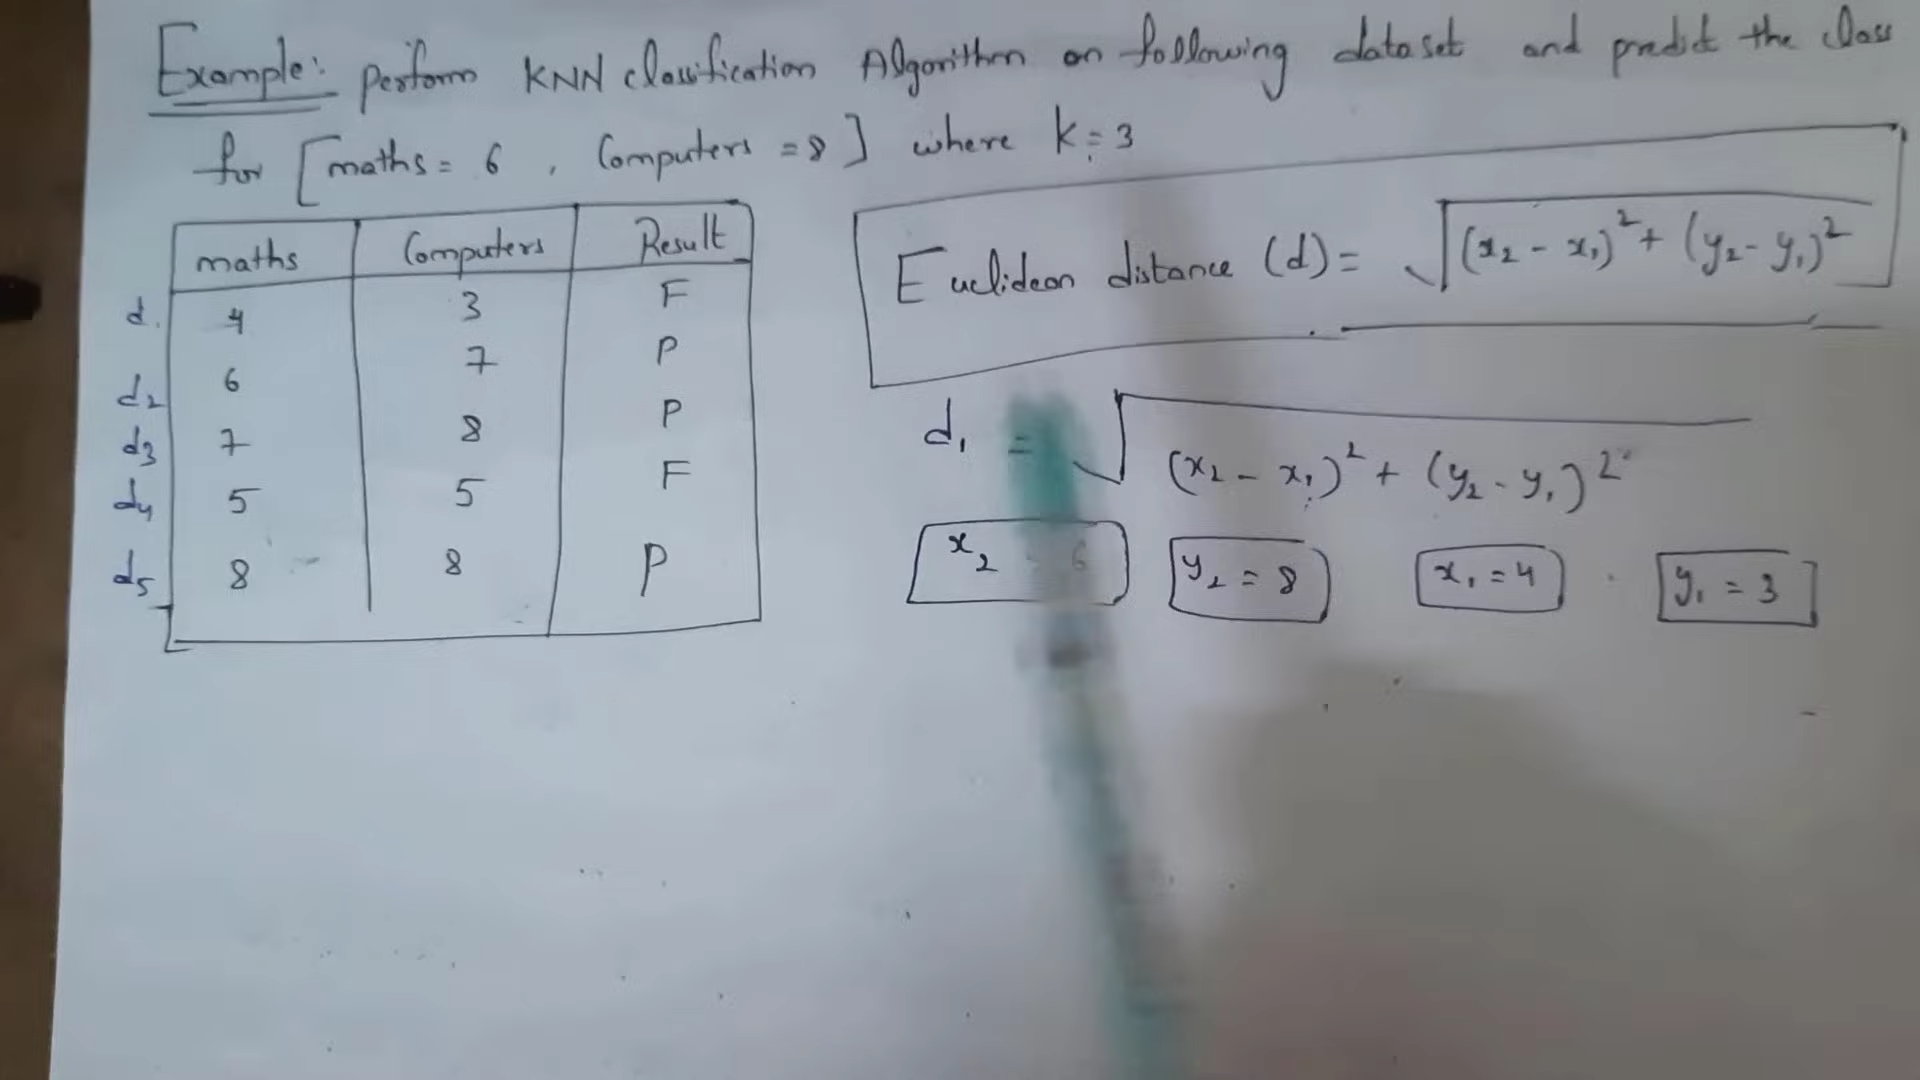 Example: perform KNN classification Algorithm on following dataset and predict the class
for [maths = 6, Computers = 8] where K = 3
maths Computers Result
d1 4 3 F
d2 6 7 P
d3 7 8 P
d4 5 5 F
d5 8 8 P
Euclidean distance (d) = √(x₂ - x₁)² + (y₂ - y₁)²
d₁ = √(x₂ - x₁)² + (y₂ - y₁)²
x₂ 6 y₂ = 8 x₁ = 4 y₁ = 3